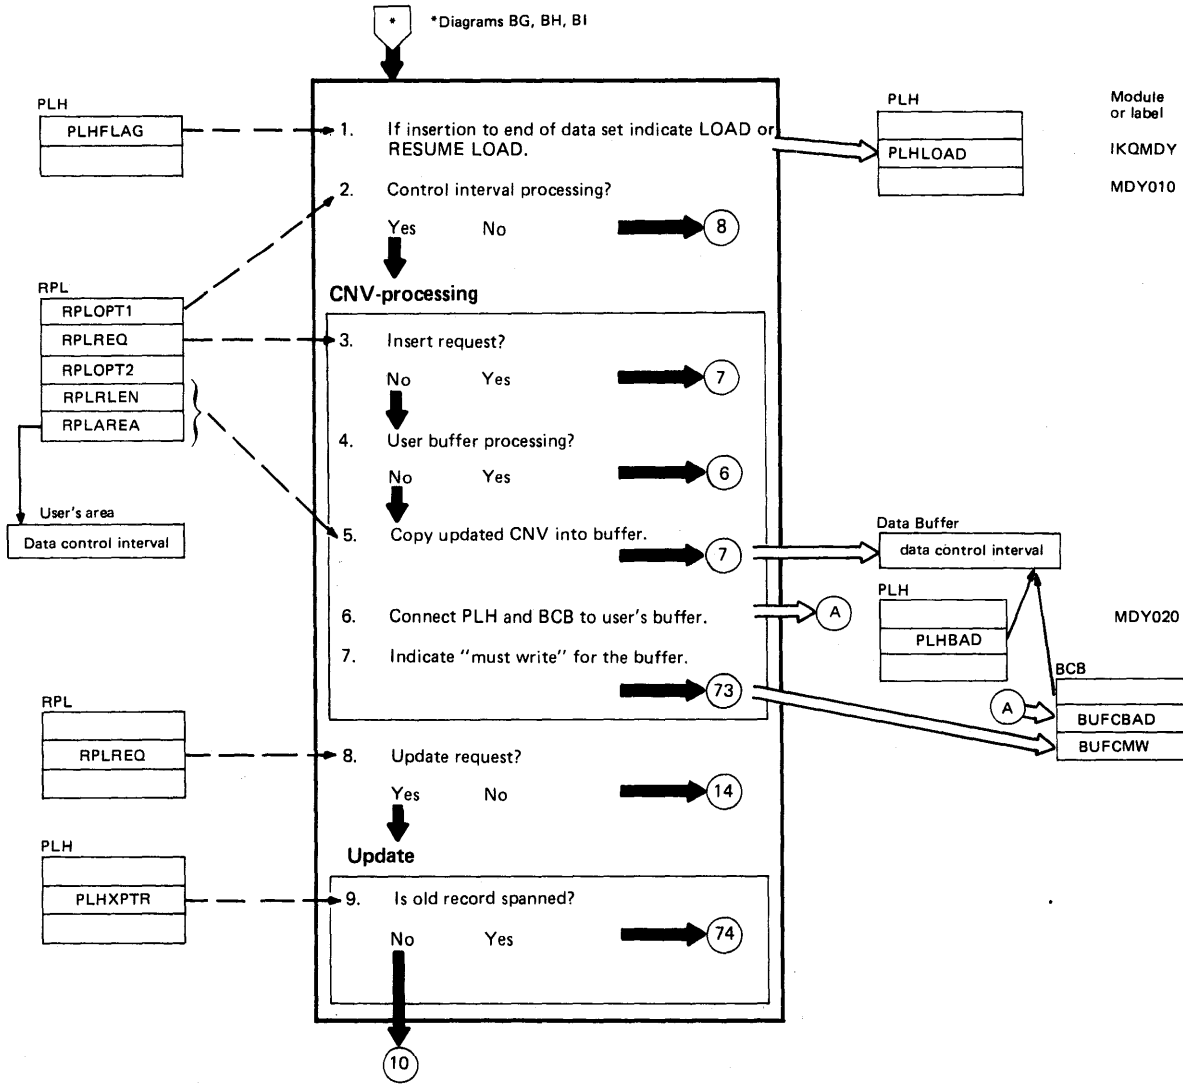 * *Diagrams BG, BH, BI
PLH
PLHFLAG
1. If insertion to end of data set indicate LOAD or
RESUME LOAD.
PLH
PLHLOAD
Module
or label
IKQMDY
MDY010
2. Control interval processing?
Yes No 8
CNV-processing
RPL
RPLOPT1
RPLREQ
RPLOPT2
RPLRLEN
RPLAREA
User's area
Data control interval
3. Insert request?
No Yes 7
4. User buffer processing?
No Yes 6
5. Copy updated CNV into buffer.
7
Data Buffer
data control interval
6. Connect PLH and BCB to user's buffer. A
PLH
PLHBAD
MDY020
7. Indicate "must write" for the buffer.
73
BCB
A
BUFCBAD
BUFCMW
RPL
RPLREQ
8. Update request?
Yes No 14
Update
PLH
PLHXPTR
9. Is old record spanned?
No Yes 74
10